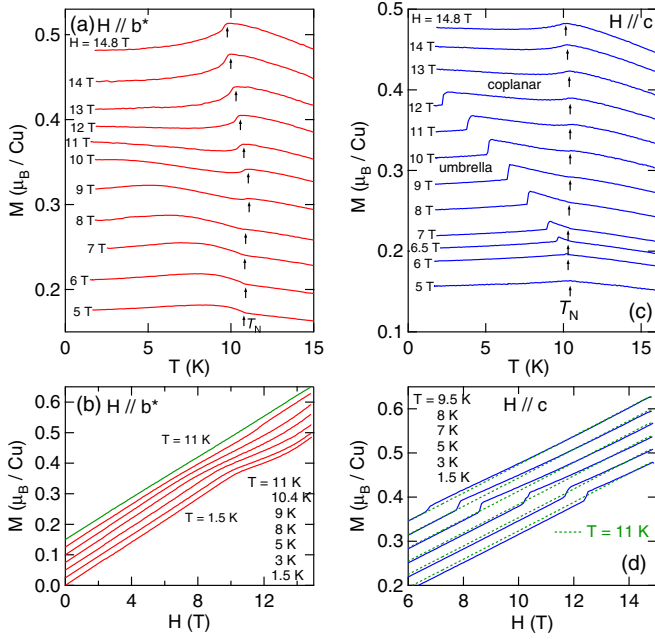 (a) H // b*
H = 14.8 T
14 T
13 T
12 T
11 T
10 T
9 T
8 T
7 T
6 T
5 T
T_N
0.5
0.4
0.3
0.2
M (μ_B / Cu)
0 5 10 15
T (K)
H // c
H = 14.8 T
14 T
13 T
coplanar
12 T
11 T
10 T
umbrella
9 T
8 T
7 T
6.5 T
6 T
5 T
T_N
(c)
0.5
0.4
0.3
0.2
0.1
M (μ_B / Cu)
0 5 10 15
T (K)
(b) H // b*
T = 11 K
T = 11 K
10.4 K
9 K
8 K
5 K
3 K
1.5 K
T = 1.5 K
0.6
0.5
0.4
0.3
0.2
0.1
0.0
M (μ_B / Cu)
0 4 8 12
H (T)
T = 9.5 K
8 K
7 K
5 K
3 K
1.5 K
H // c
T = 11 K
(d)
0.6
0.5
0.4
0.3
0.2
M (μ_B / Cu)
6 8 10 12 14
H (T)